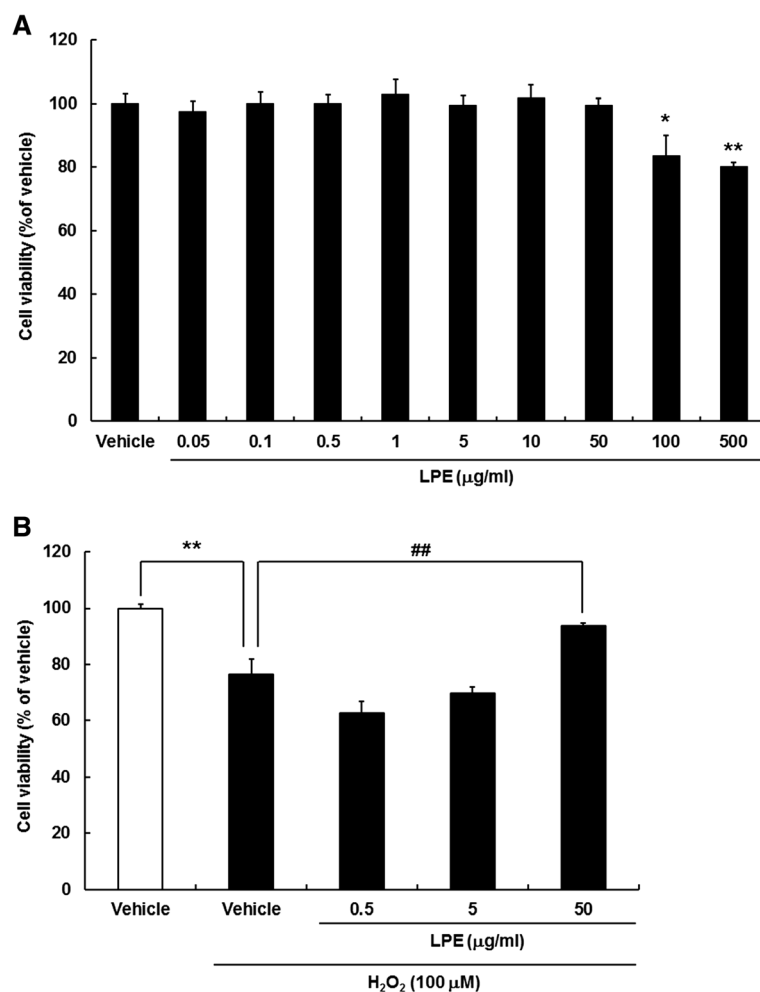 A
120
100
80
60
40
20
0
Cell viability (%of vehicle)
* **
Vehicle 0.05 0.1 0.5 1 5 10 50 100 500
LPE (μg/ml)
B
120
100
80
60
40
20
0
Cell viability (% of vehicle)
** ##
Vehicle Vehicle 0.5 5 50
LPE (μg/ml)
H₂O₂ (100 μM)